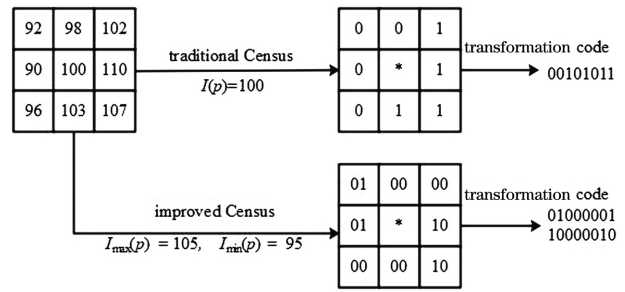 92 98 102
90 100 110
96 103 107
traditional Census
I(p)=100
0 0 1
0 * 1
0 1 1
transformation code
00101011
improved Census
Imax(p) = 105, Imin(p) = 95
01 00 00
01 * 10
00 00 10
transformation code
01000001
10000010